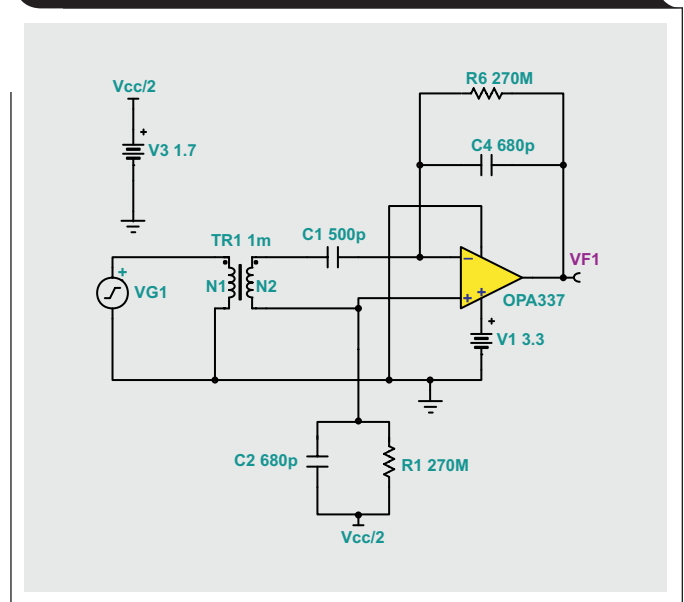 Vcc/2
+
V3 1.7
R6 270M
C4 680p
TR1 1m
C1 500p
+
VG1
N1
N2
−
+
+
VF1
OPA337
+
V1 3.3
C2 680p
R1 270M
Vcc/2